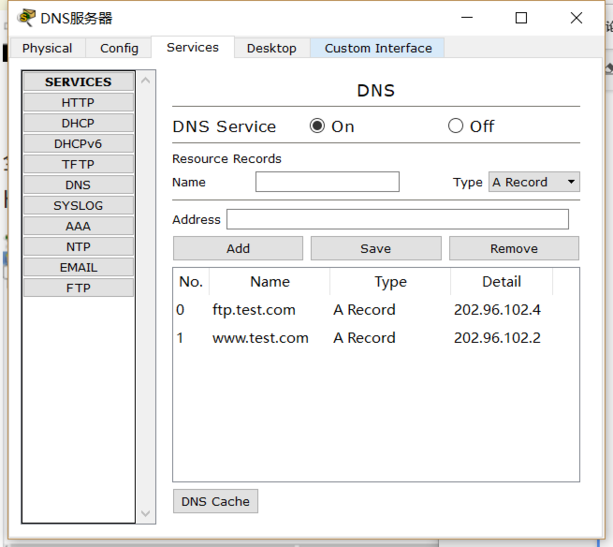 DNS服务器
Physical Config Services Desktop Custom Interface
SERVICES
HTTP
DHCP
DHCPv6
TFTP
DNS
SYSLOG
AAA
NTP
EMAIL
FTP
DNS
DNS Service On Off
Resource Records
Name Type A Record
Address
Add Save Remove
No. Name Type Detail
0 ftp.test.com A Record 202.96.102.4
1 www.test.com A Record 202.96.102.2
DNS Cache